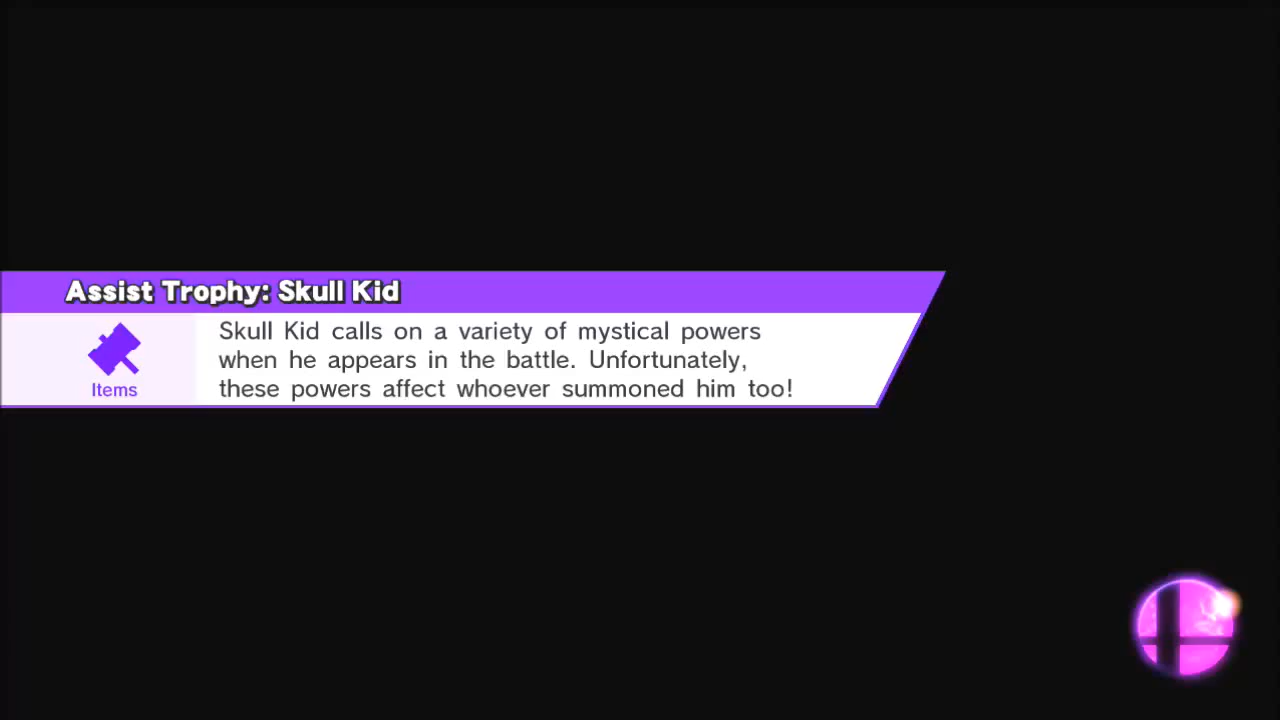 Assist Trophy: Skull Kid
Skull Kid calls on a variety of mystical powers
when he appears in the battle. Unfortunately,
these powers affect whoever summoned him too!
Items